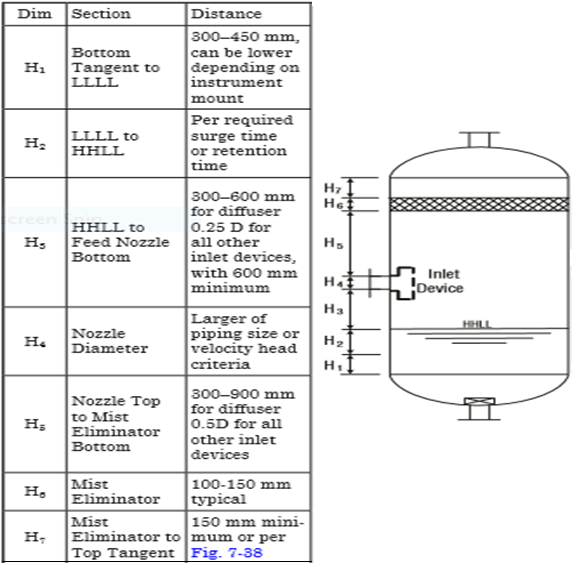 Dim Section Distance
H₁ Bottom Tangent to LLLL 300–450 mm, can be lower depending on instrument mount
H₂ LLLL to HHLL Per required surge time or retention time
H₃ HHLL to Feed Nozzle Bottom 300–600 mm for diffuser 0.25 D for all other inlet devices, with 600 mm minimum
H₄ Nozzle Diameter Larger of piping size or velocity head criteria
H₅ Nozzle Top to Mist Eliminator Bottom 300–900 mm for diffuser 0.5D for all other inlet devices
H₆ Mist Eliminator 100-150 mm typical
H₇ Mist Eliminator to Top Tangent 150 mm mini-mum or per Fig. 7-38
H₇
H₆
H₅
H₄
Inlet
Device
H₃
HHLL
H₂
H₁